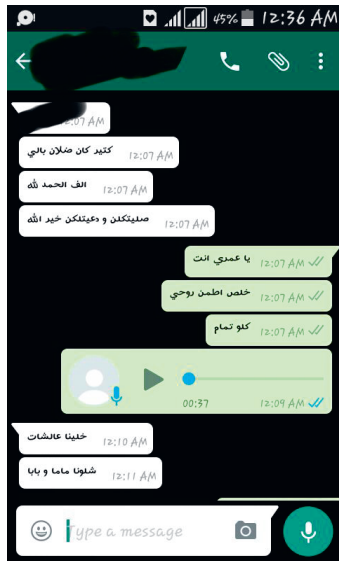 45% 12:36 AM
12:07 AM
كتير كان ضلان بالي 12:07 AM
الف الحمد لله 12:07 AM
صليتكلن و دعيتلكن خير الله 12:07 AM
يا عمري انت 12:07 AM
خلص اطمن روحي 12:07 AM
كلو تمام 12:07 AM
00:37 12:09 AM
خلينا عالشات 12:10 AM
شلونا ماما و بابا 12:11 AM
Type a message